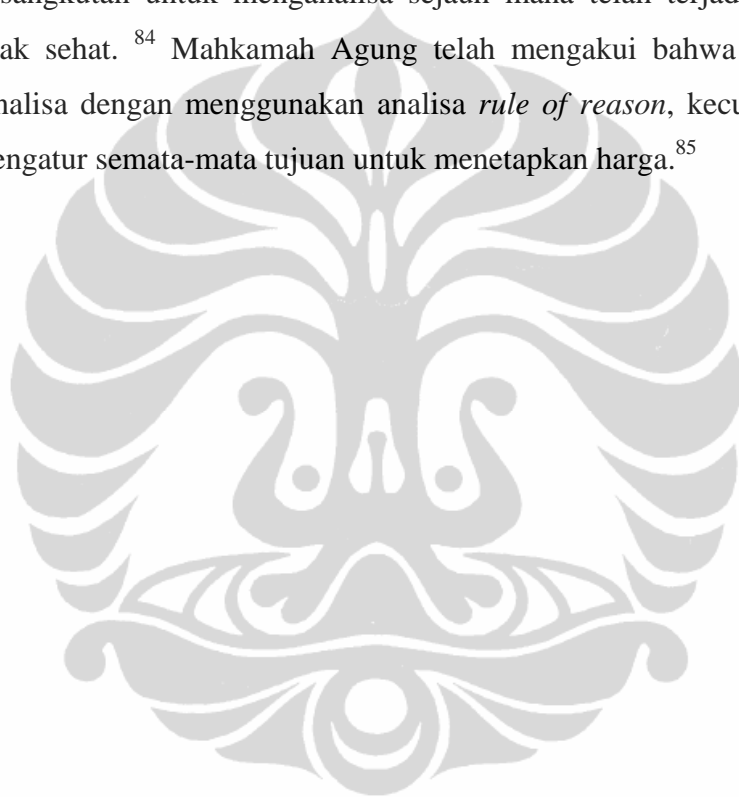 sangkutan untuk menganalisa sejauh mana telah terjad
ak sehat. 84 Mahkamah Agung telah mengakui bahwa
nalisa dengan menggunakan analisa rule of reason, kecu
engatur semata-mata tujuan untuk menetapkan harga.85